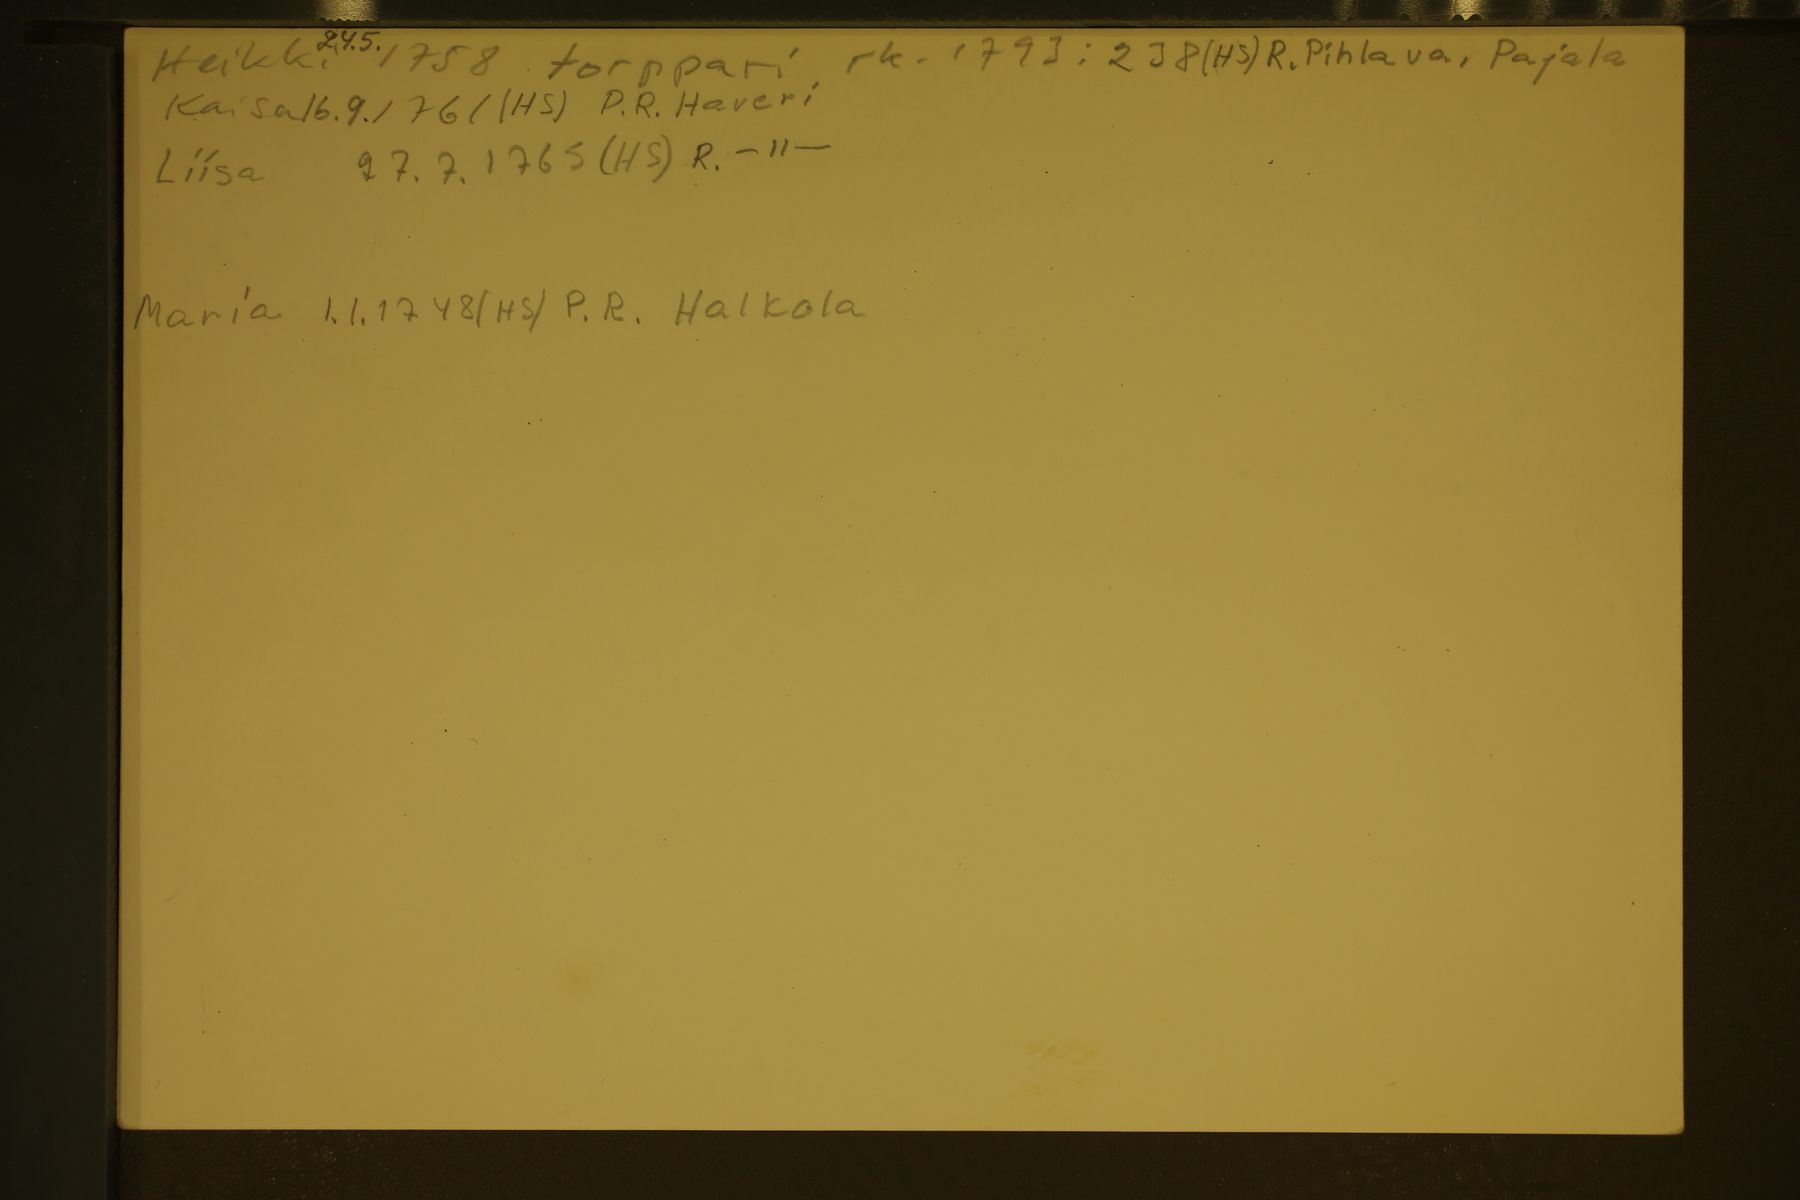 Heikki 24.5. 1758 torppari, rk. 1793: 238 (HS) R. Pihlava, Pajala
Kaisa 16.9.1761 (HS) P.R. Haveri
Liisa 27.7.1765 (HS) R. —"—
Maria 1.1.1748 (HS) P.R. Halkola